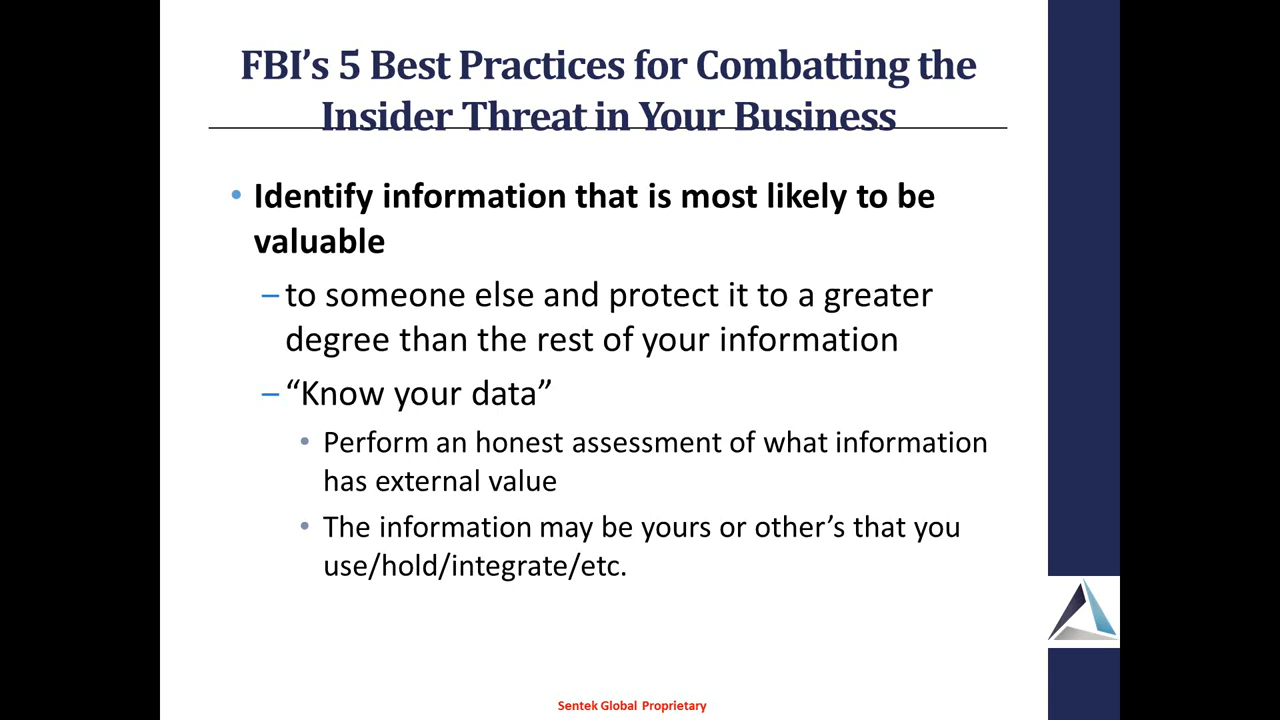 FBI’s 5 Best Practices for Combatting the
Insider Threat in Your Business
• Identify information that is most likely to be
valuable
– to someone else and protect it to a greater
degree than the rest of your information
– “Know your data”
• Perform an honest assessment of what information
has external value
• The information may be yours or other’s that you
use/hold/integrate/etc.
Sentek Global Proprietary